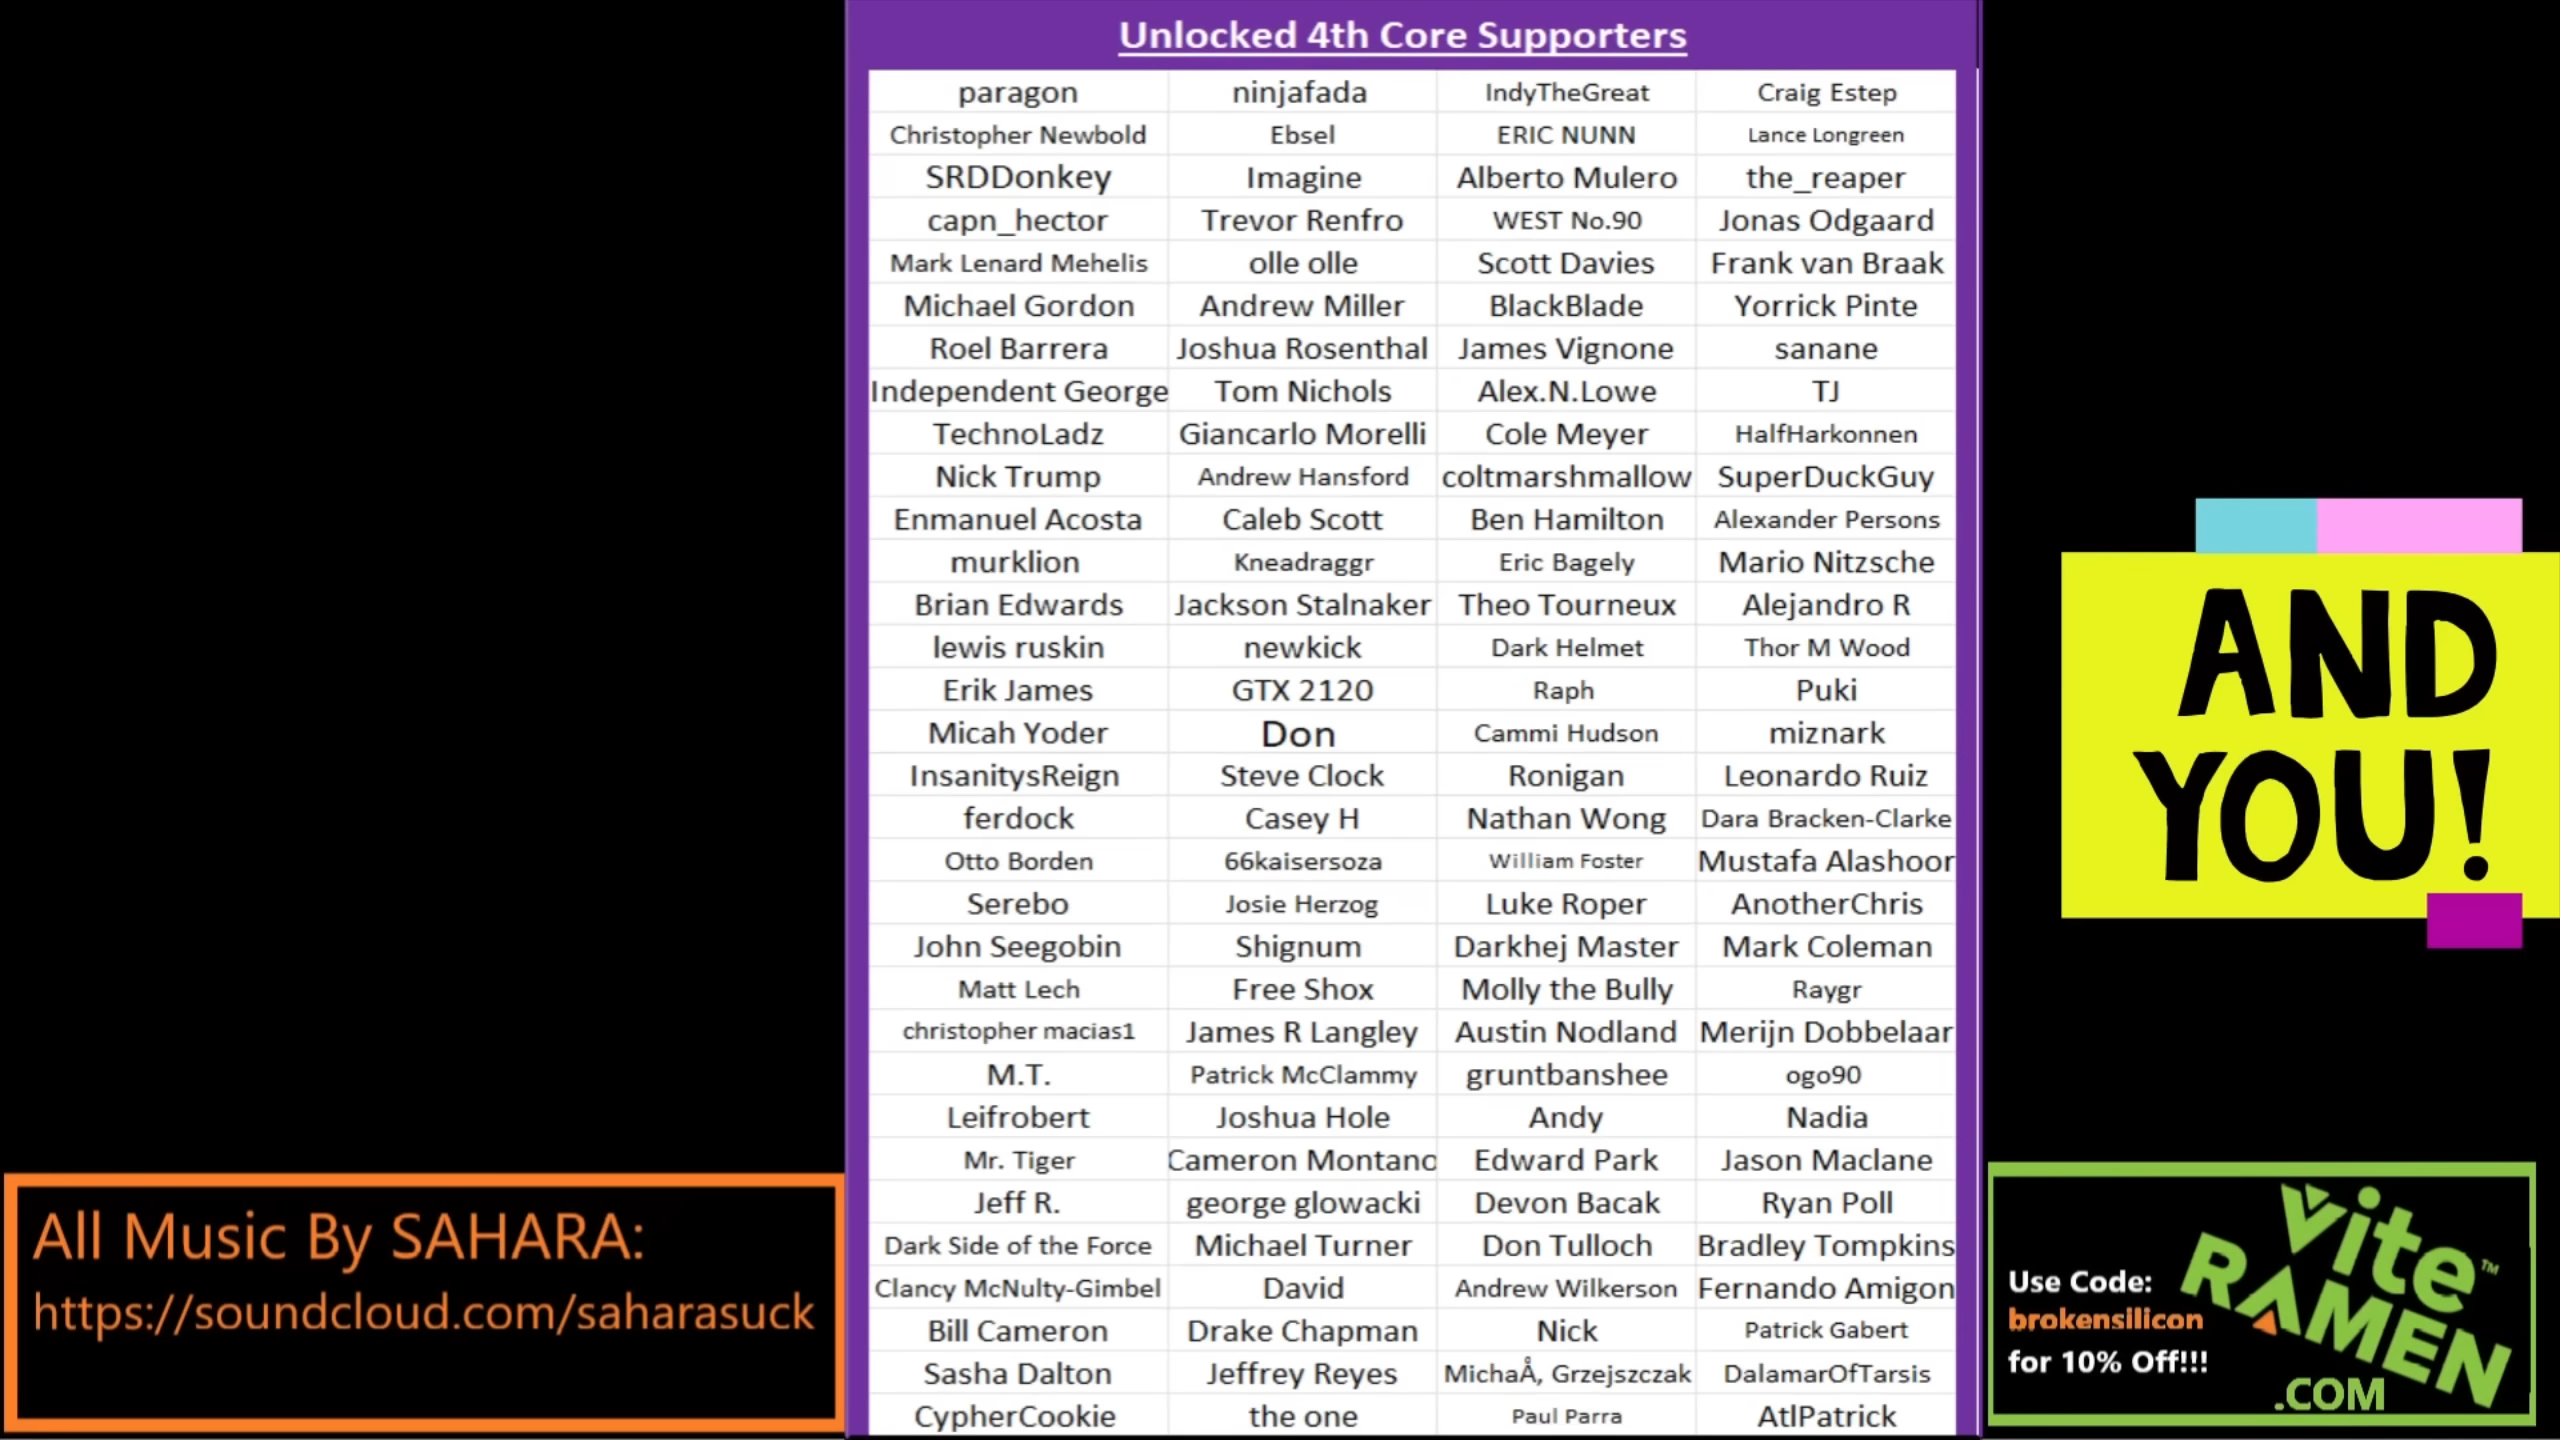 Unlocked 4th Core Supporters
paragon ninjafada IndyTheGreat Craig Estep
Christopher Newbold Ebsel ERIC NUNN Lance Longreen
SRDDonkey Imagine Alberto Mulero the_reaper
capn_hector Trevor Renfro WEST No.90 Jonas Odgaard
Mark Lenard Mehelis olle olle Scott Davies Frank van Braak
Michael Gordon Andrew Miller BlackBlade Yorrick Pinte
Roel Barrera Joshua Rosenthal James Vignone sanane
Independent George Tom Nichols Alex.N.Lowe TJ
TechnoLadz Giancarlo Morelli Cole Meyer HalfHarkonnen
Nick Trump Andrew Hansford coltmarshmallow SuperDuckGuy
Enmanuel Acosta Caleb Scott Ben Hamilton Alexander Persons
murklion Kneadraggr Eric Bagely Mario Nitzsche
Brian Edwards Jackson Stalnaker Theo Tourneux Alejandro R
lewis ruskin newkick Dark Helmet Thor M Wood
Erik James GTX 2120 Raph Puki
Micah Yoder Don Cammi Hudson miznark
InsanitysReign Steve Clock Ronigan Leonardo Ruiz
ferdock Casey H Nathan Wong Dara Bracken-Clarke
Otto Borden 66kaisersoza William Foster Mustafa Alashoor
Serebo Josie Herzog Luke Roper AnotherChris
John Seegobin Shignum Darkhej Master Mark Coleman
Matt Lech Free Shox Molly the Bully Raygr
christopher macias1 James R Langley Austin Nodland Merijn Dobbelaar
M.T. Patrick McClammy gruntbanshee ogo90
Leifrobert Joshua Hole Andy Nadia
Mr. Tiger Cameron Montano Edward Park Jason Maclane
Jeff R. george glowacki Devon Bacak Ryan Poll
Dark Side of the Force Michael Turner Don Tulloch Bradley Tompkins
Clancy McNulty-Gimbel David Andrew Wilkerson Fernando Amigon
Bill Cameron Drake Chapman Nick Patrick Gabert
Sasha Dalton Jeffrey Reyes MichaÅ‚ Grzejszczak DalamarOfTarsis
CypherCookie the one Paul Parra AtlPatrick
AND
YOU!
All Music By SAHARA:
https://soundcloud.com/saharasuck
Use Code:
brokensilicon
for 10% Off!!!
Vite™
RAMEN
.COM